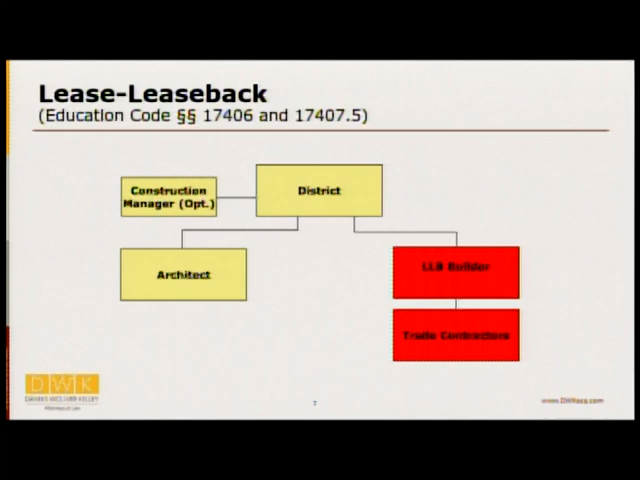 Lease-Leaseback
(Education Code §§ 17406 and 17407.5)
Construction
Manager (Opt.)
District
Architect
LLB Builder
Trade Contractors
DWK
DANNIS WOLIVER KELLEY
Attorneys at Law
7
www.DWKesq.com